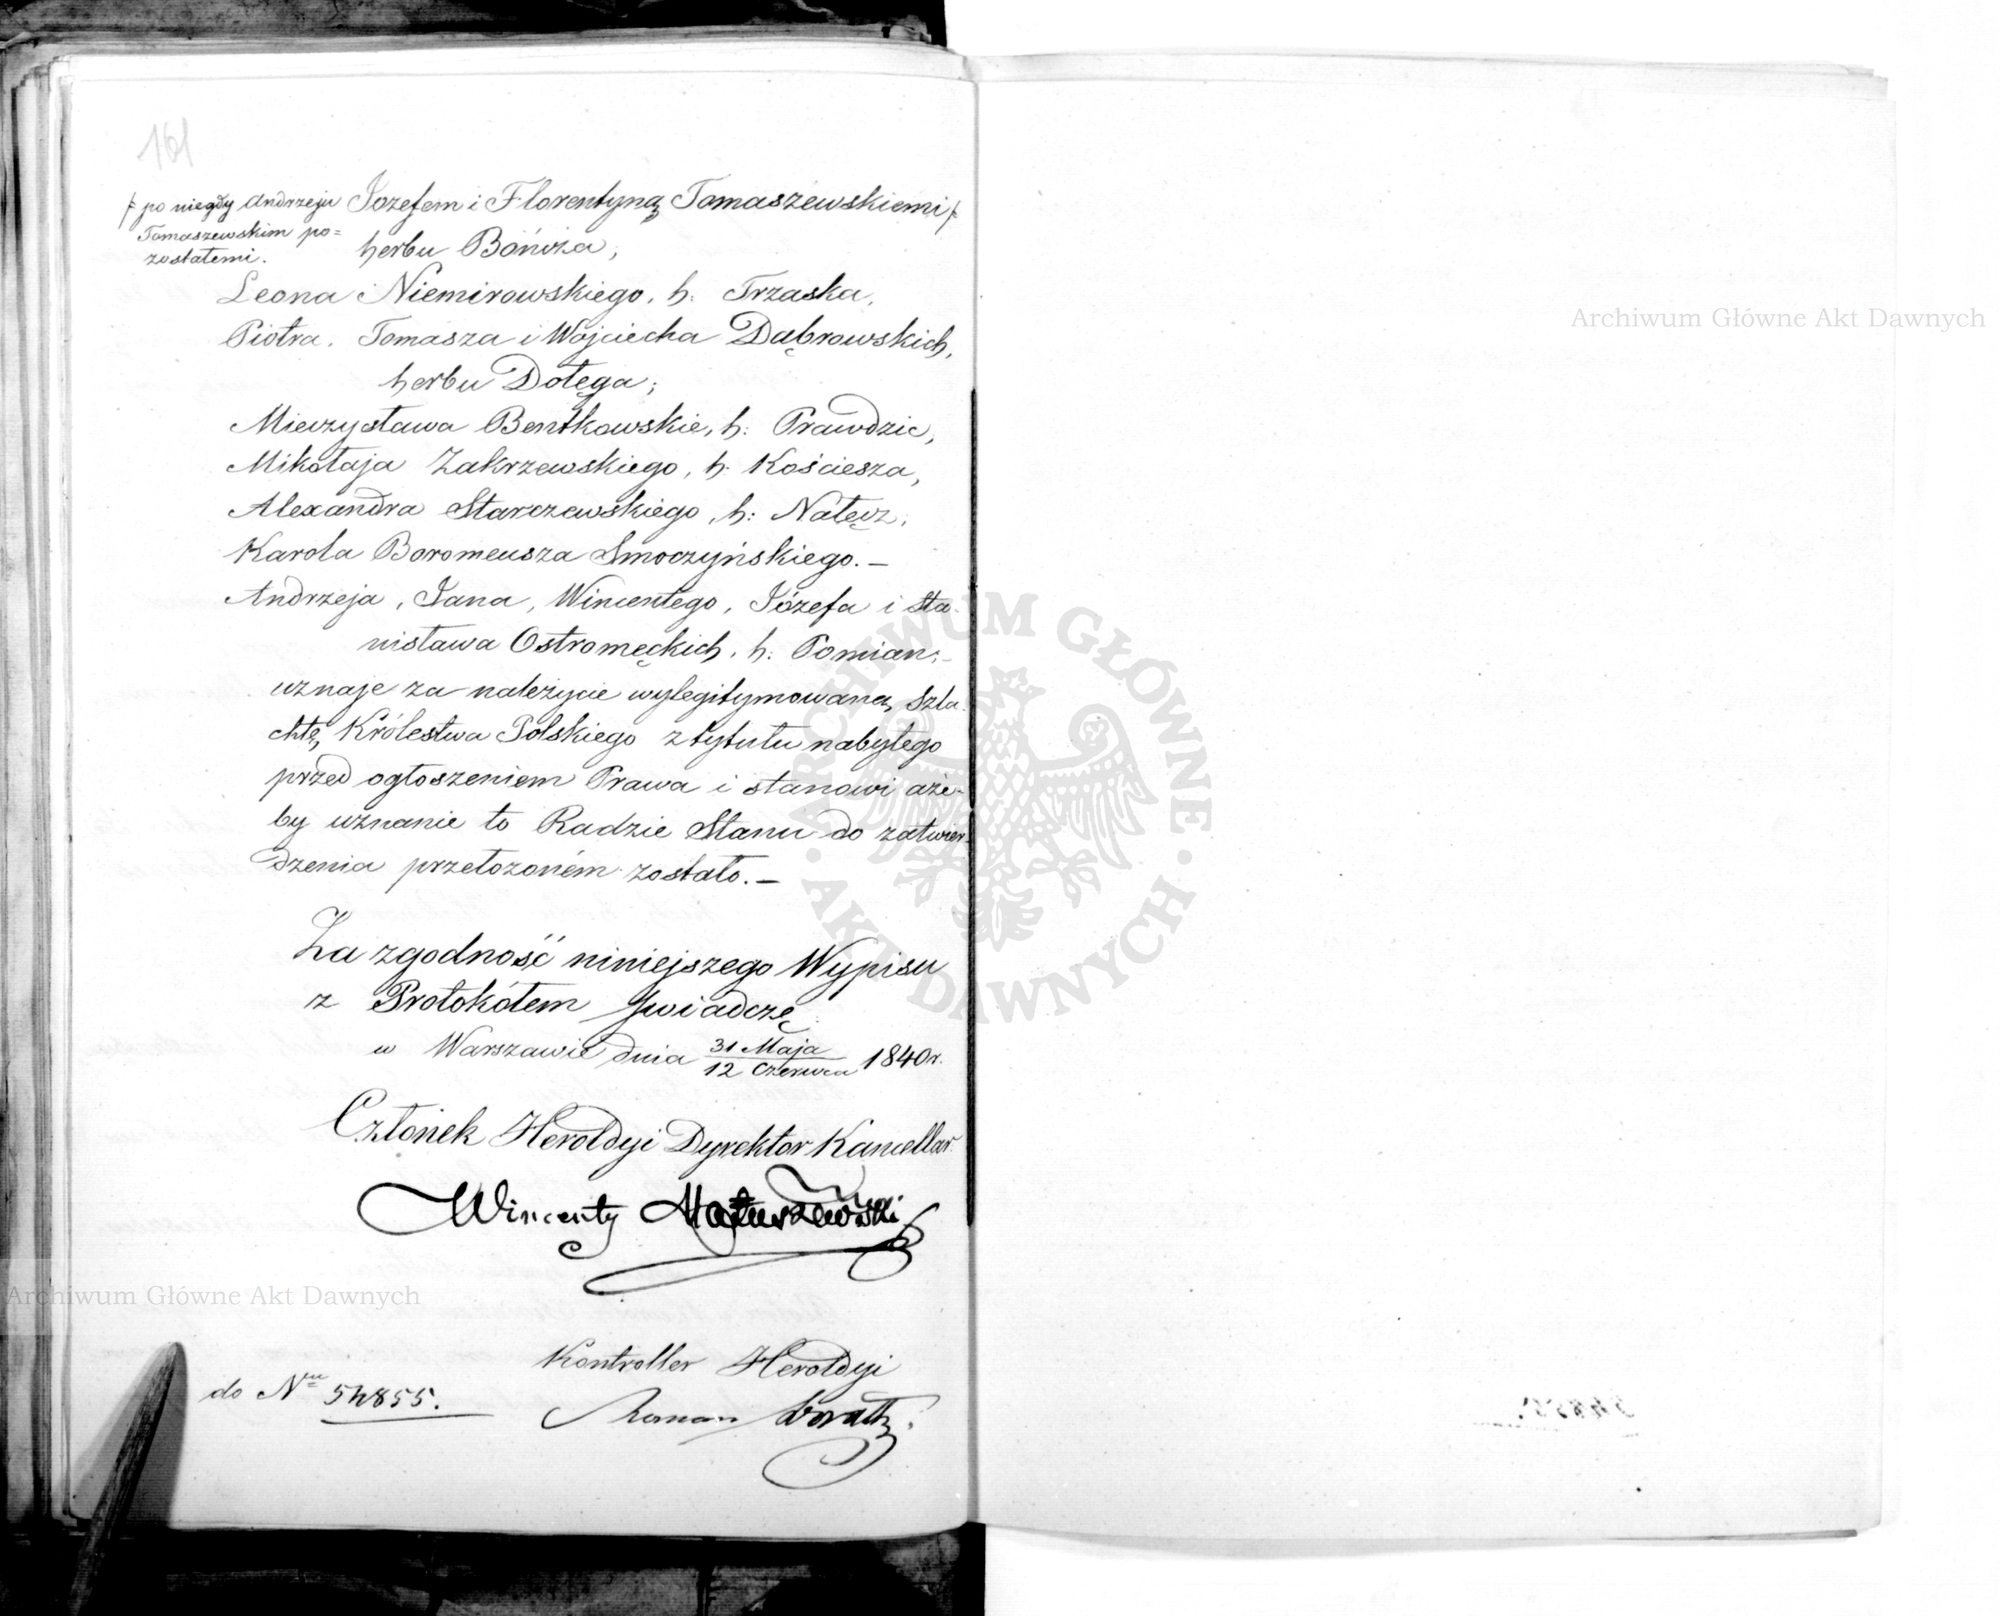 161
Jozefem i Florentyną Tomaszewskiemi /:
/: po niegdy Andrzeju
Tomaszewskim po=
zostałemi.
herbu Bończa,
Leona Niemirowskiego, h: Trzaska,
Piotra, Tomasza i Wojciecha Dąbrowskich,
herbu Dołęga;
Mieczysława Bentkowskie, h: Prawdzic,
Mikołaja Zakrzewskiego, h: Kościesza,
Alexandra Starczewskiego, h: Nałęcz,
Karola Boromeusza Smoczyńskiego.—
Andrzeja, Jana, Wincentego, Józefa i Sta-
nisława Ostromęckich, h: Pomian;—
uznaje za należycie wylegitymowaną Szla-
chtę Królestwa Polskiego z tytułu nabytego
przed ogłoszeniem Prawa i stanowi aże-
by uznanie to Radzie Stanu do zatwier-
dzenia przełożoném zostało.—
Za zgodność niniejszego Wypisu
z Protokółem świadczę
w Warszawie dnia 31 Maja / 12 Czerwca 1840 r.
Członek Heroldyi Dyrektor Kancellar.
Wincenty Matuszewski
Kontroller Heroldyi
do Nru 54855.
Roman
Archiwum Główne Akt Dawnych
Archiwum Główne Akt Dawnych
ARCHIWUM GŁÓWNE · AKT DAWNYCH ·